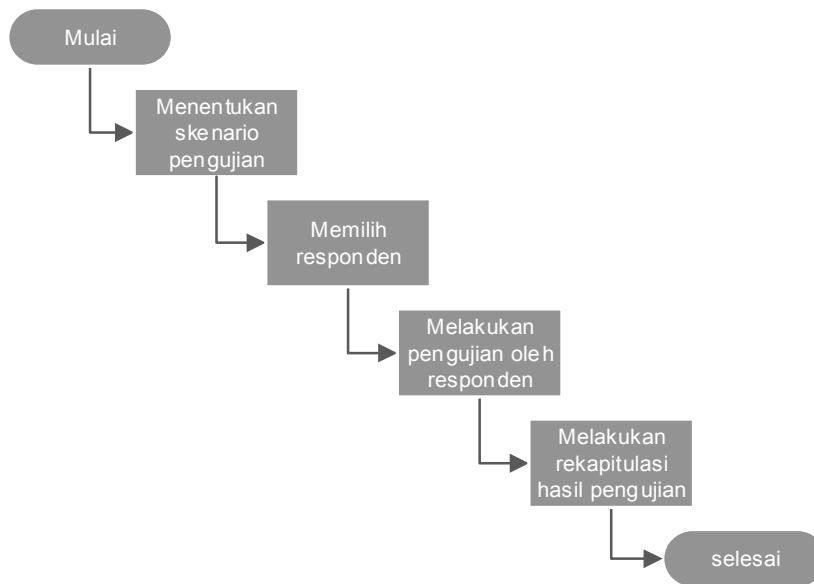 Mulai
Menentukan
skenario
pengujian
Memilih
responden
Melakukan
pengujian oleh
responden
Melakukan
rekapitulasi
hasil pengujian
selesai